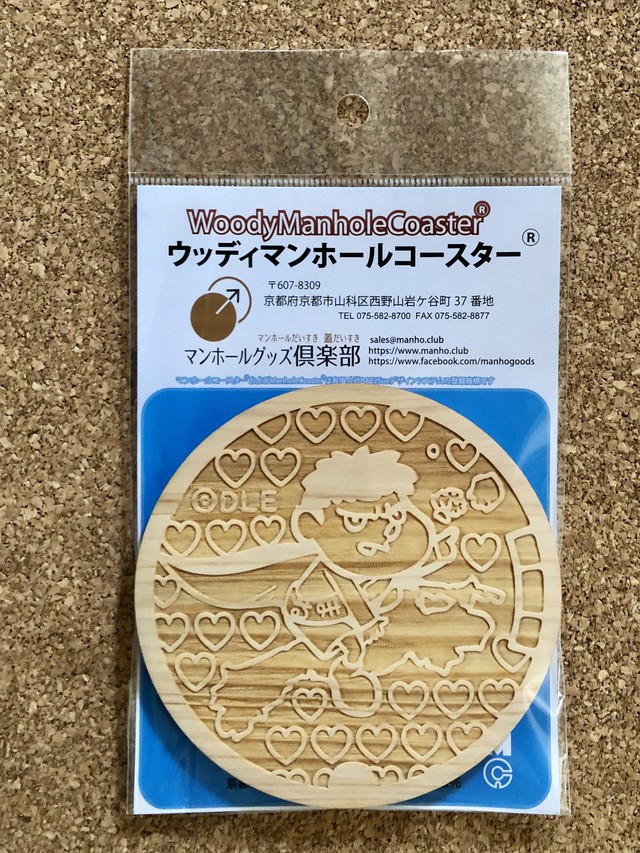 WoodyManholeCoaster®
ウッディマンホールコースター®
〒607-8309
京都府京都市山科区西野山岩ケ谷町 37 番地
TEL 075-582-8700 FAX 075-582-8877
マンホールだいすき 蓋だいすき
マンホールグッズ倶楽部
sales@manho.club
https://www.manho.club
https://www.facebook.com/manhogoods
©DLE